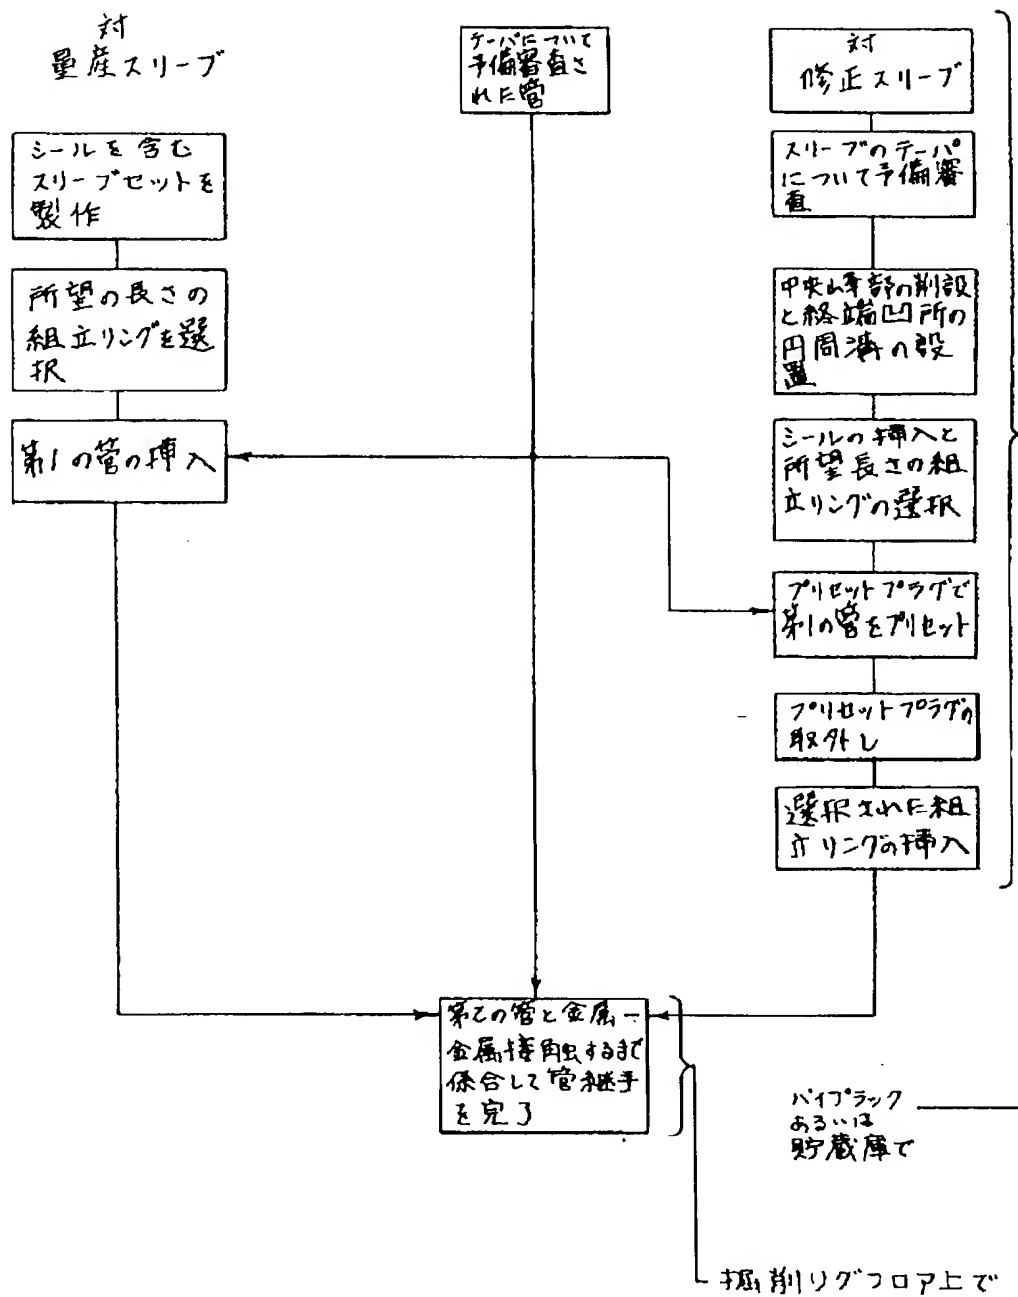 対
量産スリーブ
シールを含む
スリーブセットを
製作
所望の長さの
組立リングを選
択
第1の管の挿入
テーパについて
予備審査さ
れた管
対
修正スリーブ
スリーブのテーパ
について予備審
査
中央峰部の削設
と終端凹所の
円周溝の設
置
シールの挿入と
所望長さの組
立リングの選択
プリセットプラグで
第1の管をプリセット
プリセットプラグの
取外し
選択された組
立リングの挿入
第2の管と金属-
金属接触するまで
係合して管継手
を完了
パイプラック
あるいは
貯蔵庫で
掘削リグフロア上で